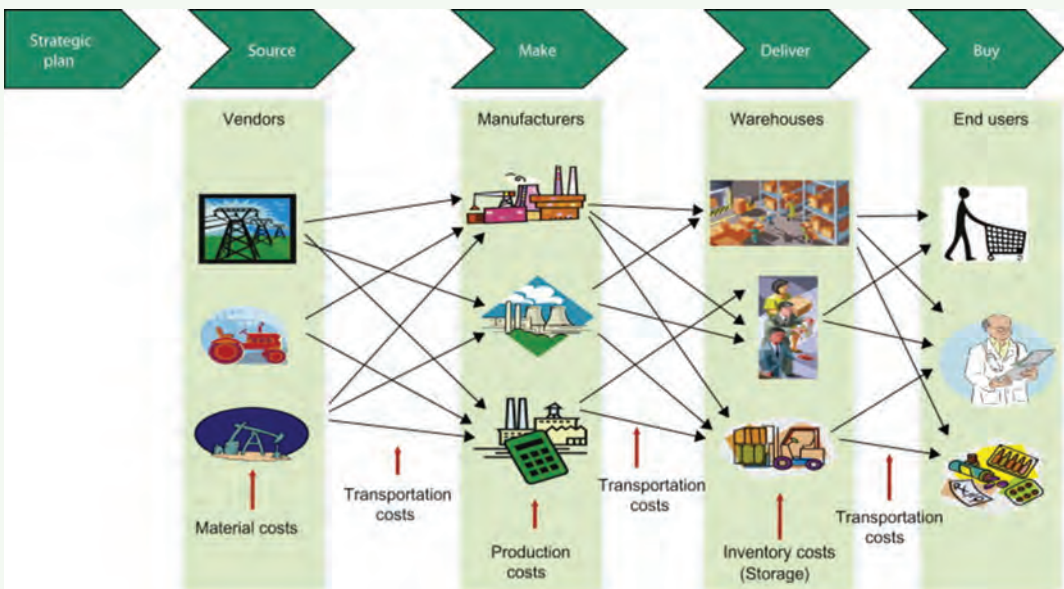 Strategic
plan
Source
Make
Deliver
Buy
Vendors
Manufacturers
Warehouses
End users
Material costs
Transportation
costs
Production
costs
Transportation
costs
Inventory costs
(Storage)
Transportation
costs